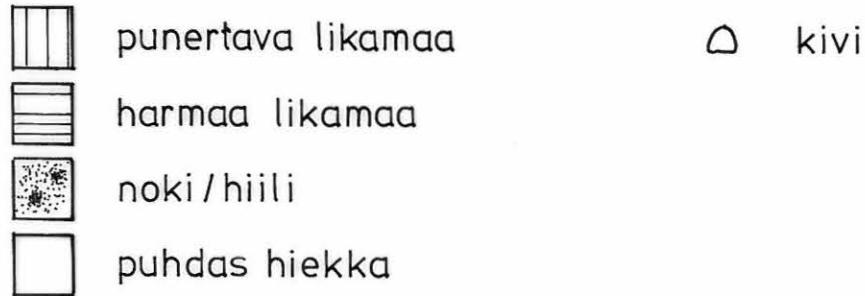 punertava likamaa kivi
harmaa likamaa
noki/hiili
puhdas hiekka